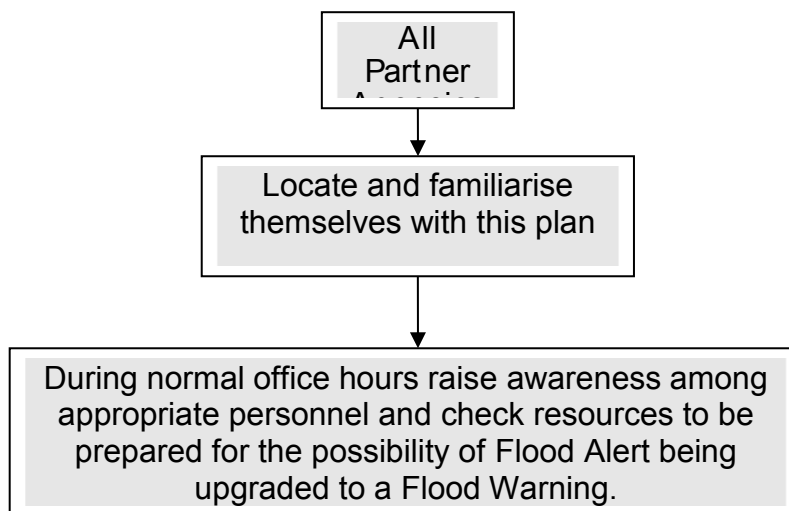 All
Partner
Locate and familiarise
themselves with this plan
During normal office hours raise awareness among
appropriate personnel and check resources to be
prepared for the possibility of Flood Alert being
upgraded to a Flood Warning.